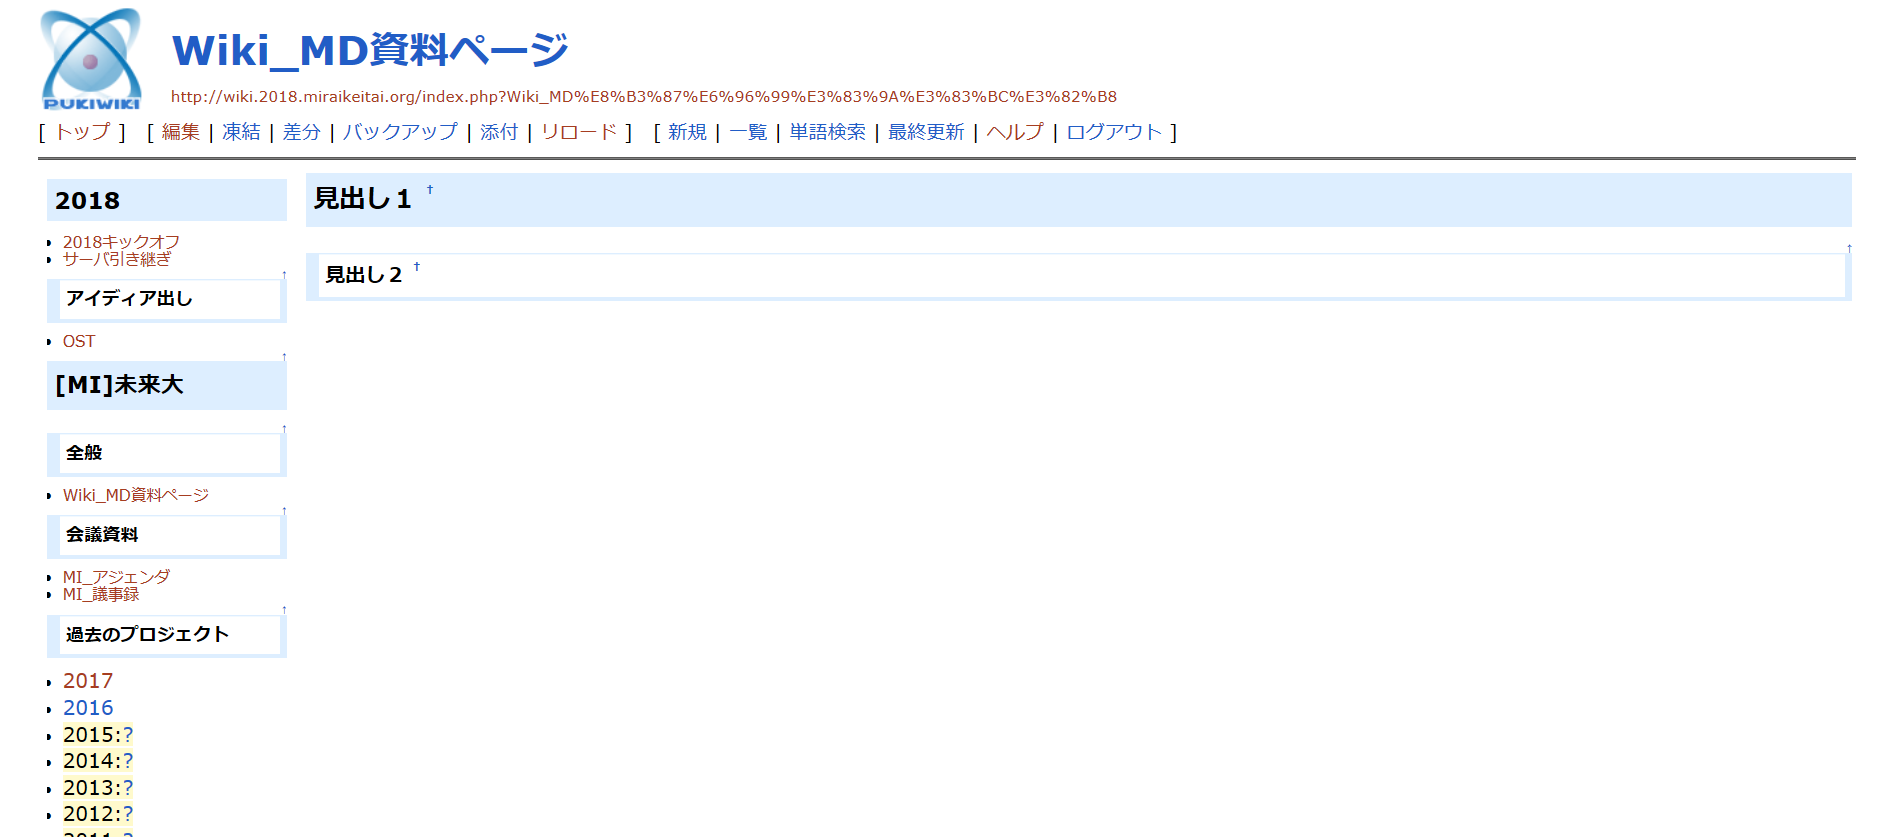 PUKIWIKI
Wiki_MD資料ページ
http://wiki.2018.miraikeitai.org/index.php?Wiki_MD%E8%B3%87%E6%96%99%E3%83%9A%E3%83%BC%E3%82%B8
[ トップ ] [ 編集 | 凍結 | 差分 | バックアップ | 添付 | リロード ] [ 新規 | 一覧 | 単語検索 | 最終更新 | ヘルプ | ログアウト ]
2018
2018キックオフ
サーバ引き継ぎ
↑
アイディア出し
OST
↑
[MI]未来大
↑
全般
Wiki_MD資料ページ
↑
会議資料
MI_アジェンダ
MI_議事録
↑
過去のプロジェクト
2017
2016
2015:?
2014:?
2013:?
2012:?
2011:?
見出し１ †
↑
見出し２ †